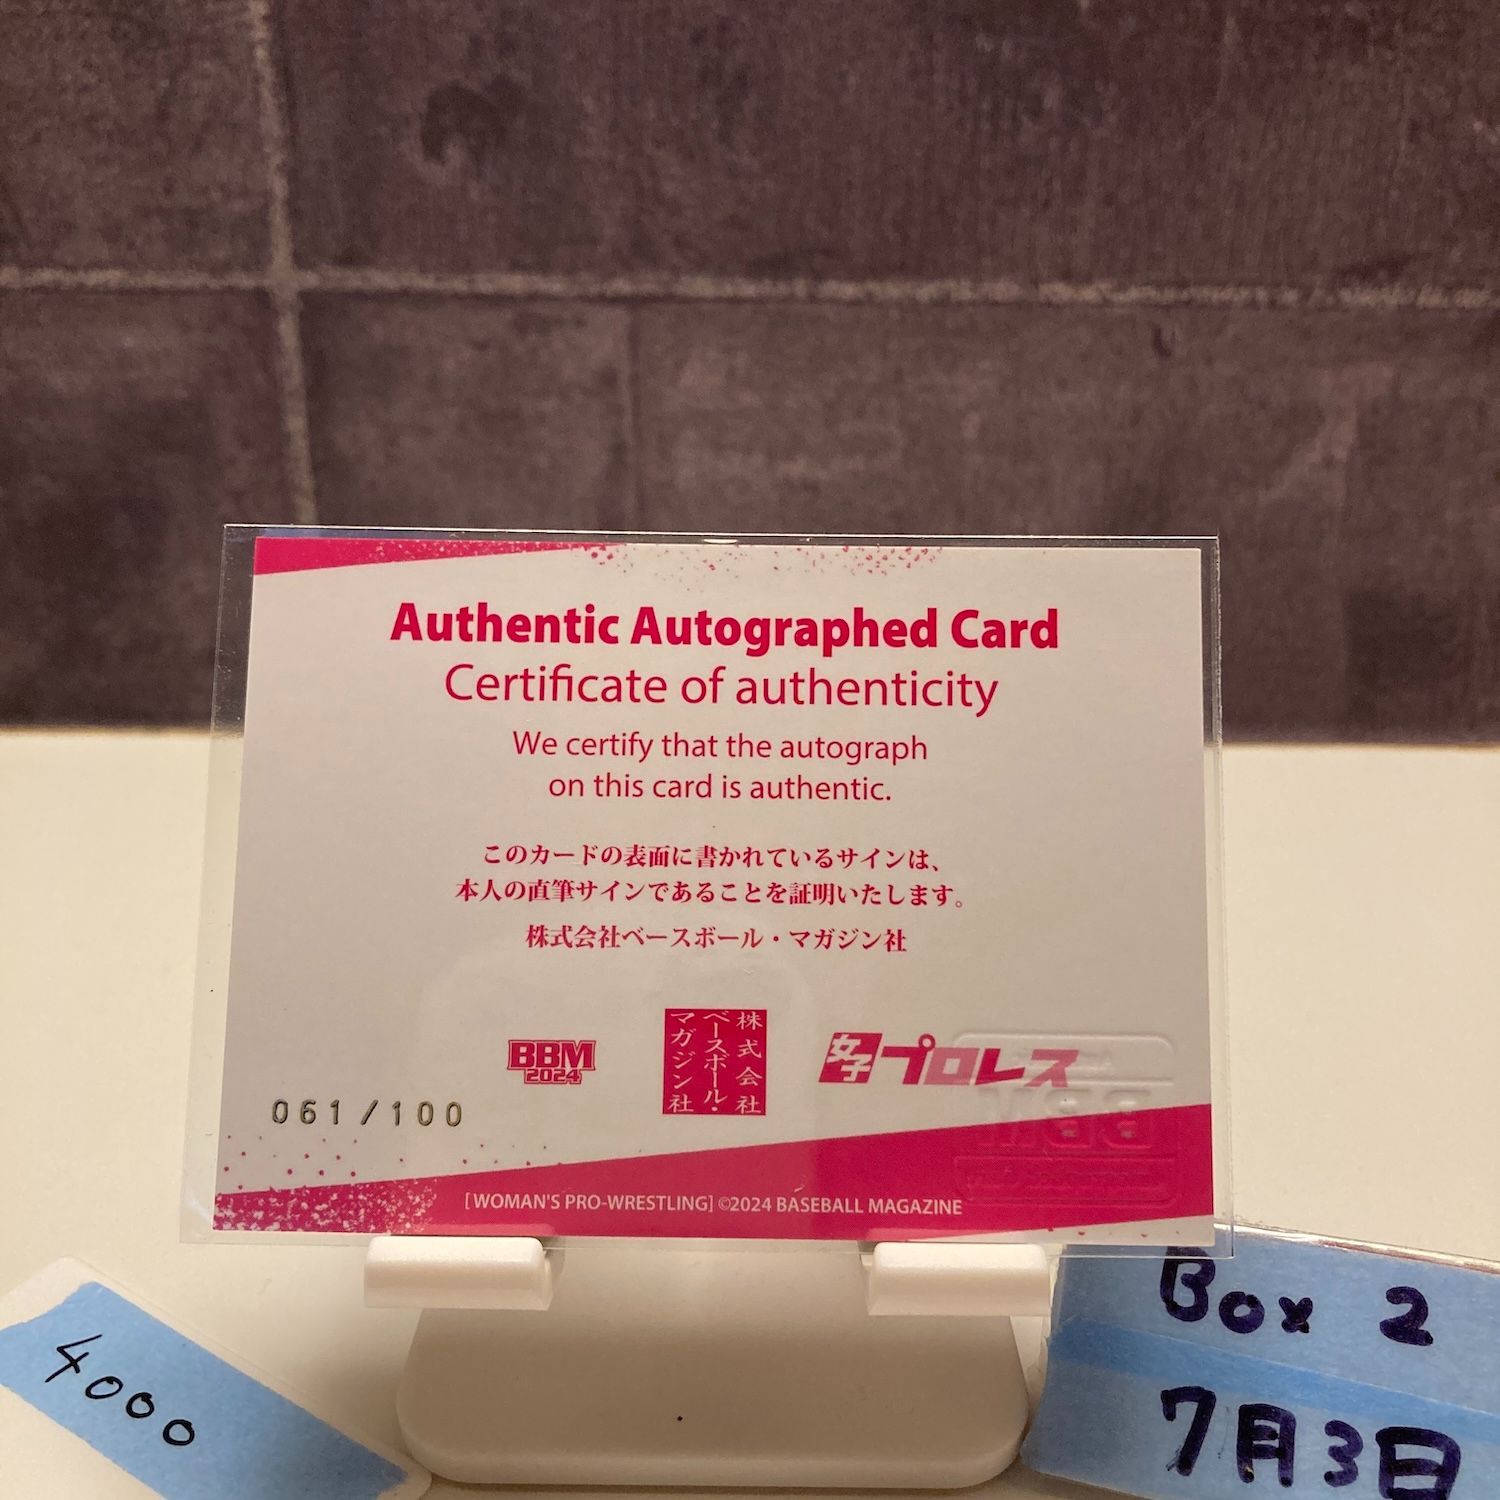 Authentic Autographed Card
Certificate of authenticity
We certify that the autograph
on this card is authentic.
このカードの表面に書かれているサインは、
本人の直筆サインであることを証明いたします。
株式会社ベースボール・マガジン社
BBM
2024
株式会社
ベースボール・
マガジン社
女子プロレス
061/100
[WOMAN'S PRO-WRESTLING] ©2024 BASEBALL MAGAZINE
4000
Box 2
7月3日